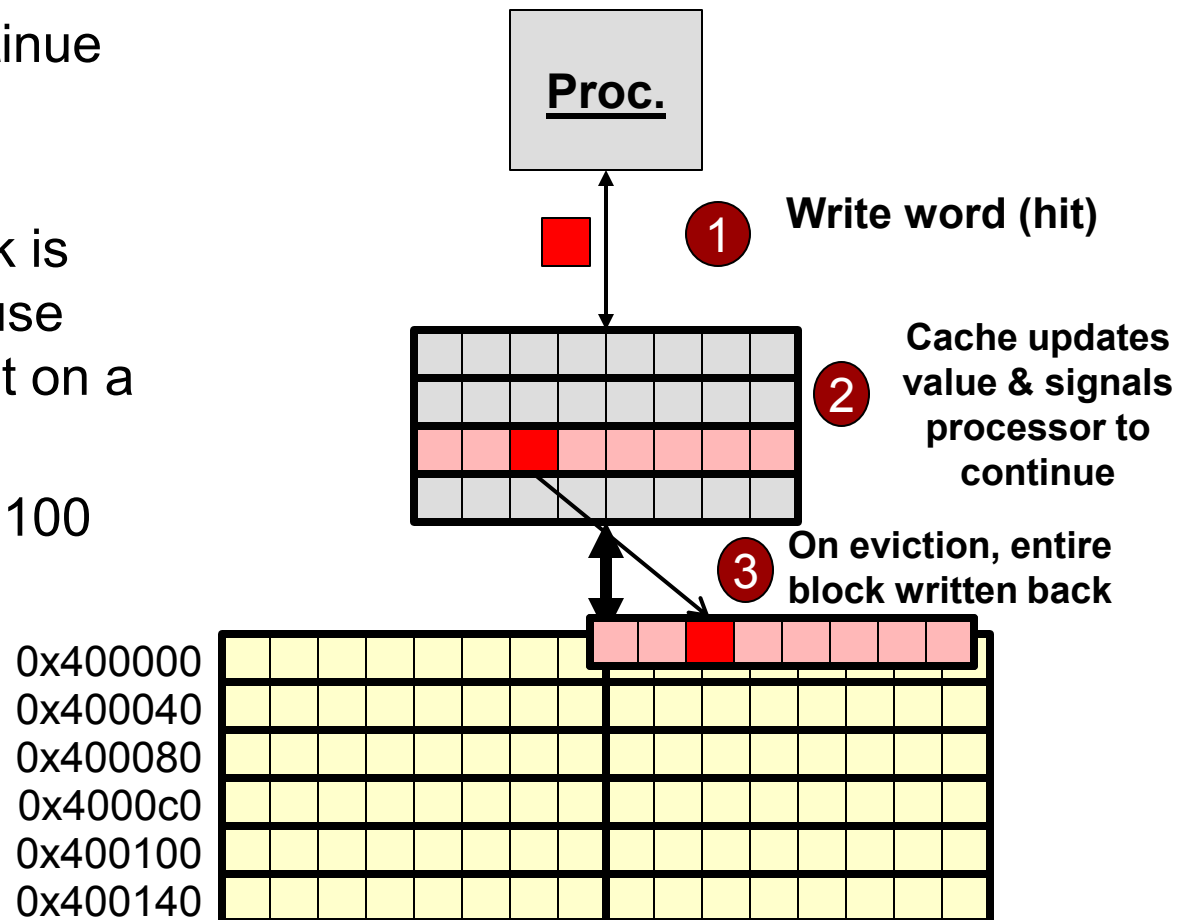 inue
k is
use
t on a
100
Proc.
1
Write word (hit)
2
Cache updates
value & signals
processor to
continue
3
On eviction, entire
block written back
0x400000
0x400040
0x400080
0x4000c0
0x400100
0x400140